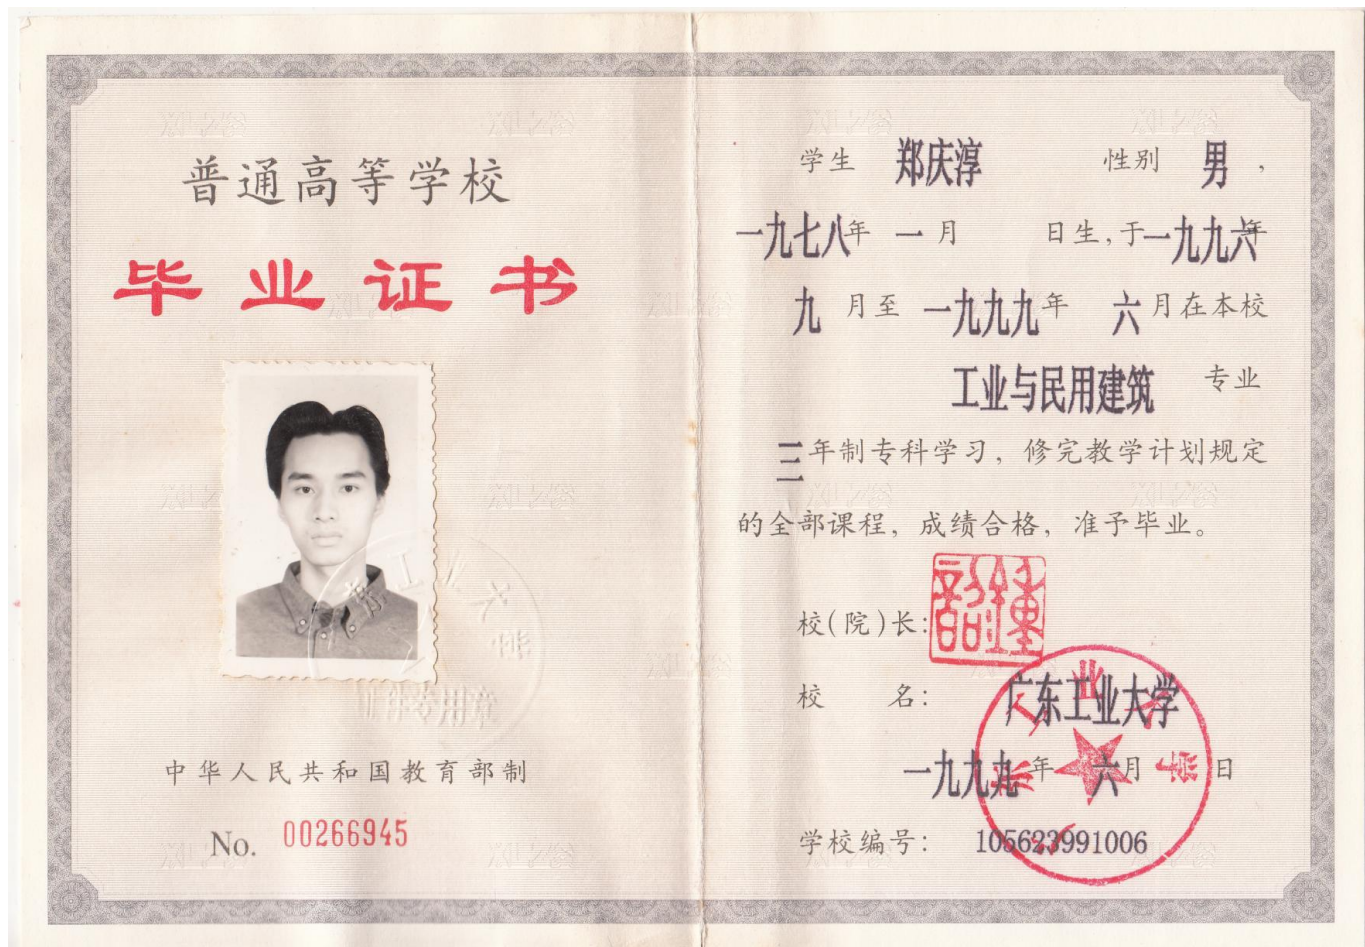 普通高等学校
毕业证书
中华人民共和国教育部制
No. 00266945
学生 郑庆淳 性别 男，
一九七八年 一 月 日生，于一九九六年
九 月至 一九九九年 六 月在本校
工业与民用建筑 专业
三年制专科学习，修完教学计划规定
的全部课程，成绩合格，准予毕业。
校（院）长：
校 名： 广东工业大学
一九九九年 六月 日
学校编号： 105623991006